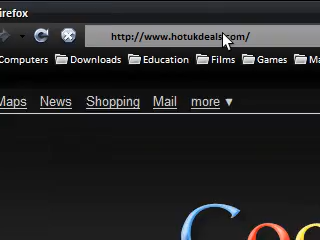 irefox
http://www.hotukdeals.com/
Computers Downloads Education Films Games
Maps News Shopping Mail more ▼